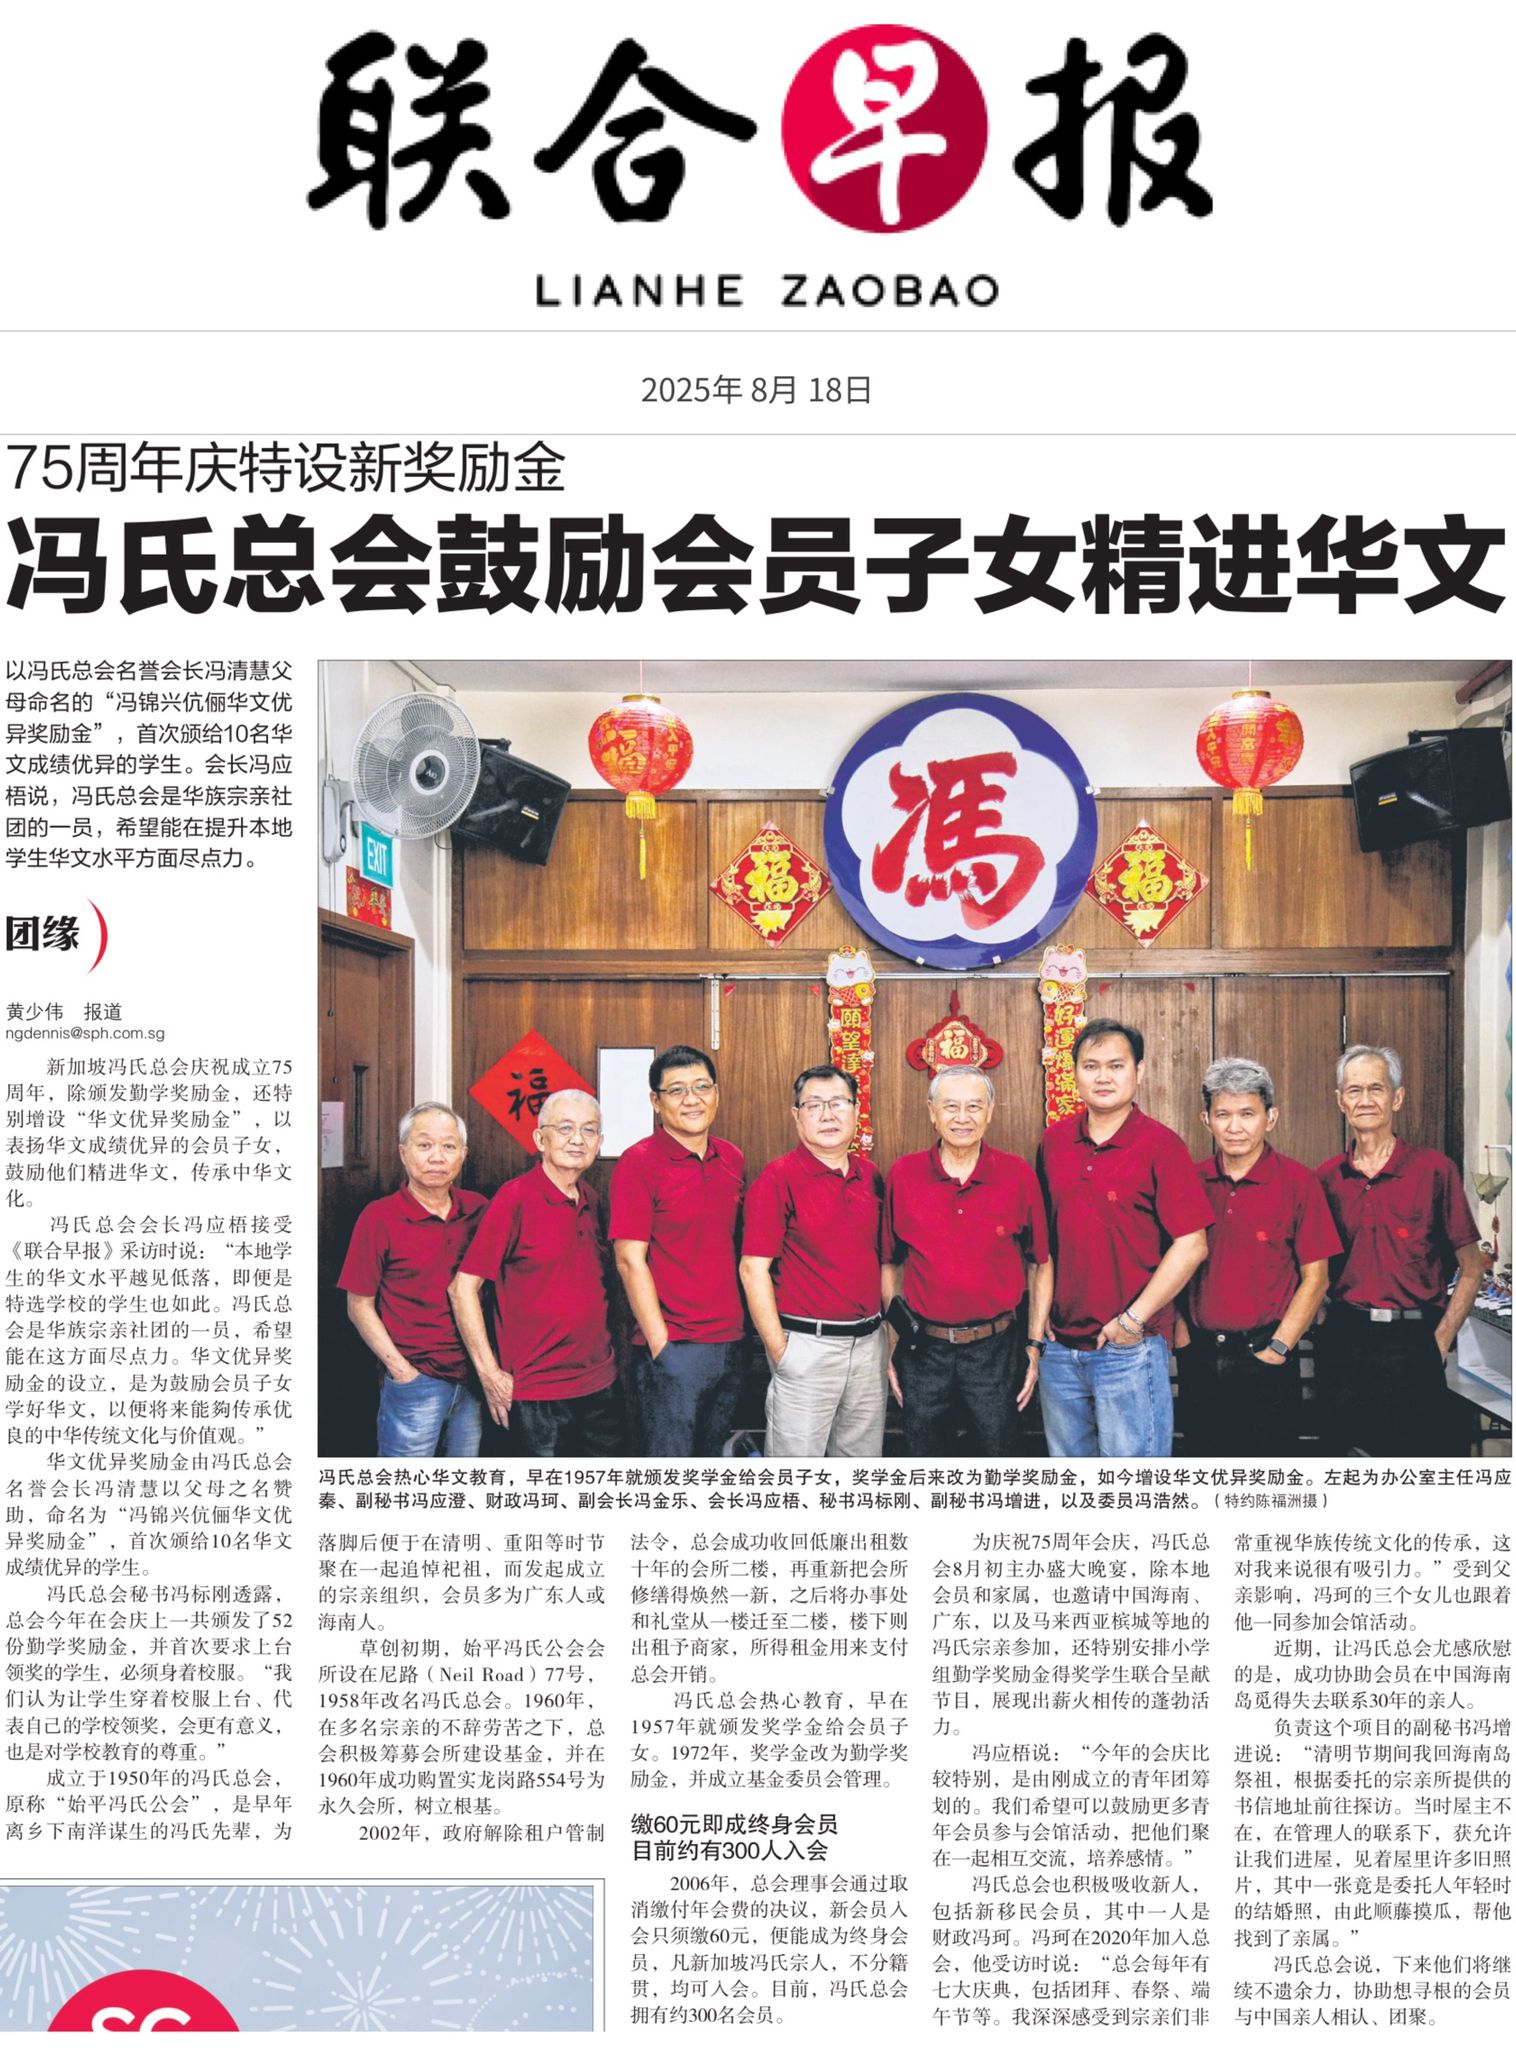 联合早报
LIANHE ZAOBAO
2025年 8月 18日
75周年庆特设新奖励金
冯氏总会鼓励会员子女精进华文
以冯氏总会名誉会长冯清慧父
母命名的“冯锦兴伉俪华文优
异奖励金”，首次颁给10名华
文成绩优异的学生。会长冯应
梧说，冯氏总会是华族宗亲社
团的一员，希望能在提升本地
学生华文水平方面尽点力。
团缘
黄少伟　报道
ngdennis@sph.com.sg
新加坡冯氏总会庆祝成立75
周年，除颁发勤学奖励金，还特
别增设“华文优异奖励金”，以
表扬华文成绩优异的会员子女，
鼓励他们精进华文，传承中华文
化。
冯氏总会会长冯应梧接受
《联合早报》采访时说：“本地学
生的华文水平越见低落，即便是
特选学校的学生也如此。冯氏总
会是华族宗亲社团的一员，希望
能在这方面尽点力。华文优异奖
励金的设立，是为鼓励会员子女
学好华文，以便将来能夠传承优
良的中华传统文化与价值观。”
华文优异奖励金由冯氏总会
名誉会长冯清慧以父母之名赞
助，命名为“冯锦兴伉俪华文优
异奖励金”，首次颁给10名华文
成绩优异的学生。
冯氏总会秘书冯标刚透露，
总会今年在会庆上一共颁发了52
份勤学奖励金，并首次要求上台
领奖的学生，必须身着校服。“我
们认为让学生穿着校服上台、代
表自己的学校领奖，会更有意义，
也是对学校教育的尊重。”
成立于1950年的冯氏总会，
原称“始平冯氏公会”，是早年
离乡下南洋谋生的冯氏先辈，为
EXIT
福
馮
福
福
福
福
願望達
好運爆滿家
冯氏总会热心华文教育，早在1957年就颁发奖学金给会员子女，奖学金后来改为勤学奖励金，如今增设华文优异奖励金。左起为办公室主任冯应
秦、副秘书冯应澄、财政冯珂、副会长冯金乐、会长冯应梧、秘书冯标刚、副秘书冯增进，以及委员冯浩然。（特约陈福洲摄）
落脚后便于在清明、重阳等时节
聚在一起追悼祀祖，而发起成立
的宗亲组织，会员多为广东人或
海南人。
草创初期，始平冯氏公会会
所设在尼路（Neil Road）77号，
1958年改名冯氏总会。1960年，
在多名宗亲的不辞劳苦之下，总
会积极筹募会所建设基金，并在
1960年成功购置实龙岗路554号为
永久会所，树立根基。
2002年，政府解除租户管制
法令，总会成功收回低廉出租数
十年的会所二楼，再重新把会所
修缮得焕然一新，之后将办事处
和礼堂从一楼迁至二楼，楼下则
出租予商家，所得租金用来支付
总会开销。
冯氏总会热心教育，早在
1957年就颁发奖学金给会员子
女。1972年，奖学金改为勤学奖
励金，并成立基金委员会管理。
缴60元即成终身会员
目前约有300人入会
2006年，总会理事会通过取
消缴付年会费的决议，新会员入
会只须缴60元，便能成为终身会
员，凡新加坡冯氏宗人，不分籍
贯，均可入会。目前，冯氏总会
拥有约300名会员。
为庆祝75周年会庆，冯氏总
会8月初主办盛大晚宴，除本地
会员和家属，也邀请中国海南、
广东，以及马来西亚槟城等地的
冯氏宗亲参加，还特别安排小学
组勤学奖励金得奖学生联合呈献
节目，展现出薪火相传的蓬勃活
力。
冯应梧说：“今年的会庆比
较特别，是由刚成立的青年团筹
划的。我们希望可以鼓励更多青
年会员参与会馆活动，把他们聚
在一起相互交流，培养感情。”
冯氏总会也积极吸收新人，
包括新移民会员，其中一人是
财政冯珂。冯珂在2020年加入总
会，他受访时说：“总会每年有
七大庆典，包括团拜、春祭、端
午节等。我深深感受到宗亲们非
常重视华族传统文化的传承，这
对我来说很有吸引力。”受到父
亲影响，冯珂的三个女儿也跟着
他一同参加会馆活动。
近期，让冯氏总会尤感欣慰
的是，成功协助会员在中国海南
岛觅得失去联系30年的亲人。
负责这个项目的副秘书冯增
进说：“清明节期间我回海南岛
祭祖，根据委托的宗亲所提供的
书信地址前往探访。当时屋主不
在，在管理人的联系下，获允许
让我们进屋，见着屋里许多旧照
片，其中一张竟是委托人年轻时
的结婚照，由此顺藤摸瓜，帮他
找到了亲属。”
冯氏总会说，下来他们将继
续不遗余力，协助想寻根的会员
与中国亲人相认、团聚。